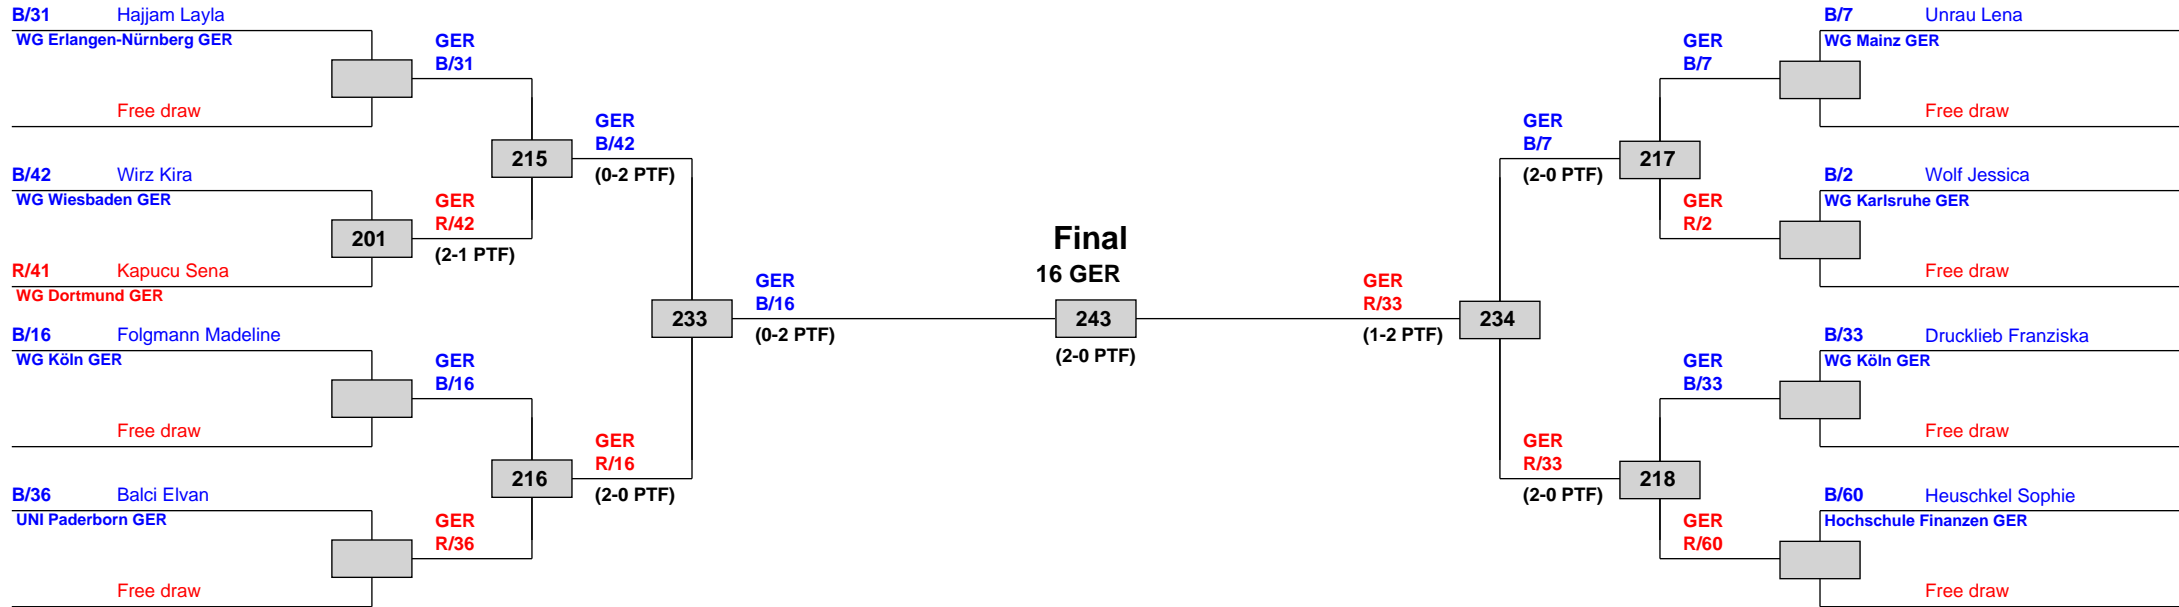 B/31 Hajjam Layla
WG Erlangen-Nürnberg GER
Free draw
GER
B/31
B/42 Wirz Kira
WG Wiesbaden GER
201
R/41 Kapucu Sena
WG Dortmund GER
GER
R/42
(2-1 PTF)
215
GER
B/42
(0-2 PTF)
B/16 Folgmann Madeline
WG Köln GER
Free draw
GER
B/16
B/36 Balci Elvan
UNI Paderborn GER
Free draw
GER
R/36
216
GER
R/16
(2-0 PTF)
233
GER
B/16
(0-2 PTF)
Final
16 GER
243
(2-0 PTF)
GER
R/33
(1-2 PTF)
234
GER
B/7
(2-0 PTF)
217
GER
B/7
B/7 Unrau Lena
WG Mainz GER
Free draw
GER
R/2
B/2 Wolf Jessica
WG Karlsruhe GER
Free draw
GER
R/33
(2-0 PTF)
218
GER
B/33
B/33 Drucklieb Franziska
WG Köln GER
Free draw
GER
R/60
B/60 Heuschkel Sophie
Hochschule Finanzen GER
Free draw